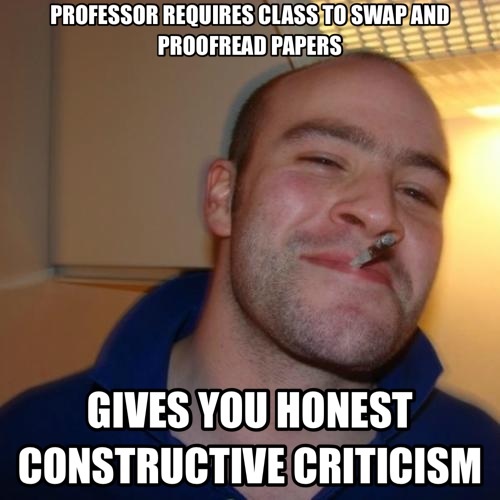 PROFESSOR REQUIRES CLASS TO SWAP AND
PROOFREAD PAPERS
GIVES YOU HONEST
CONSTRUCTIVE CRITICISM